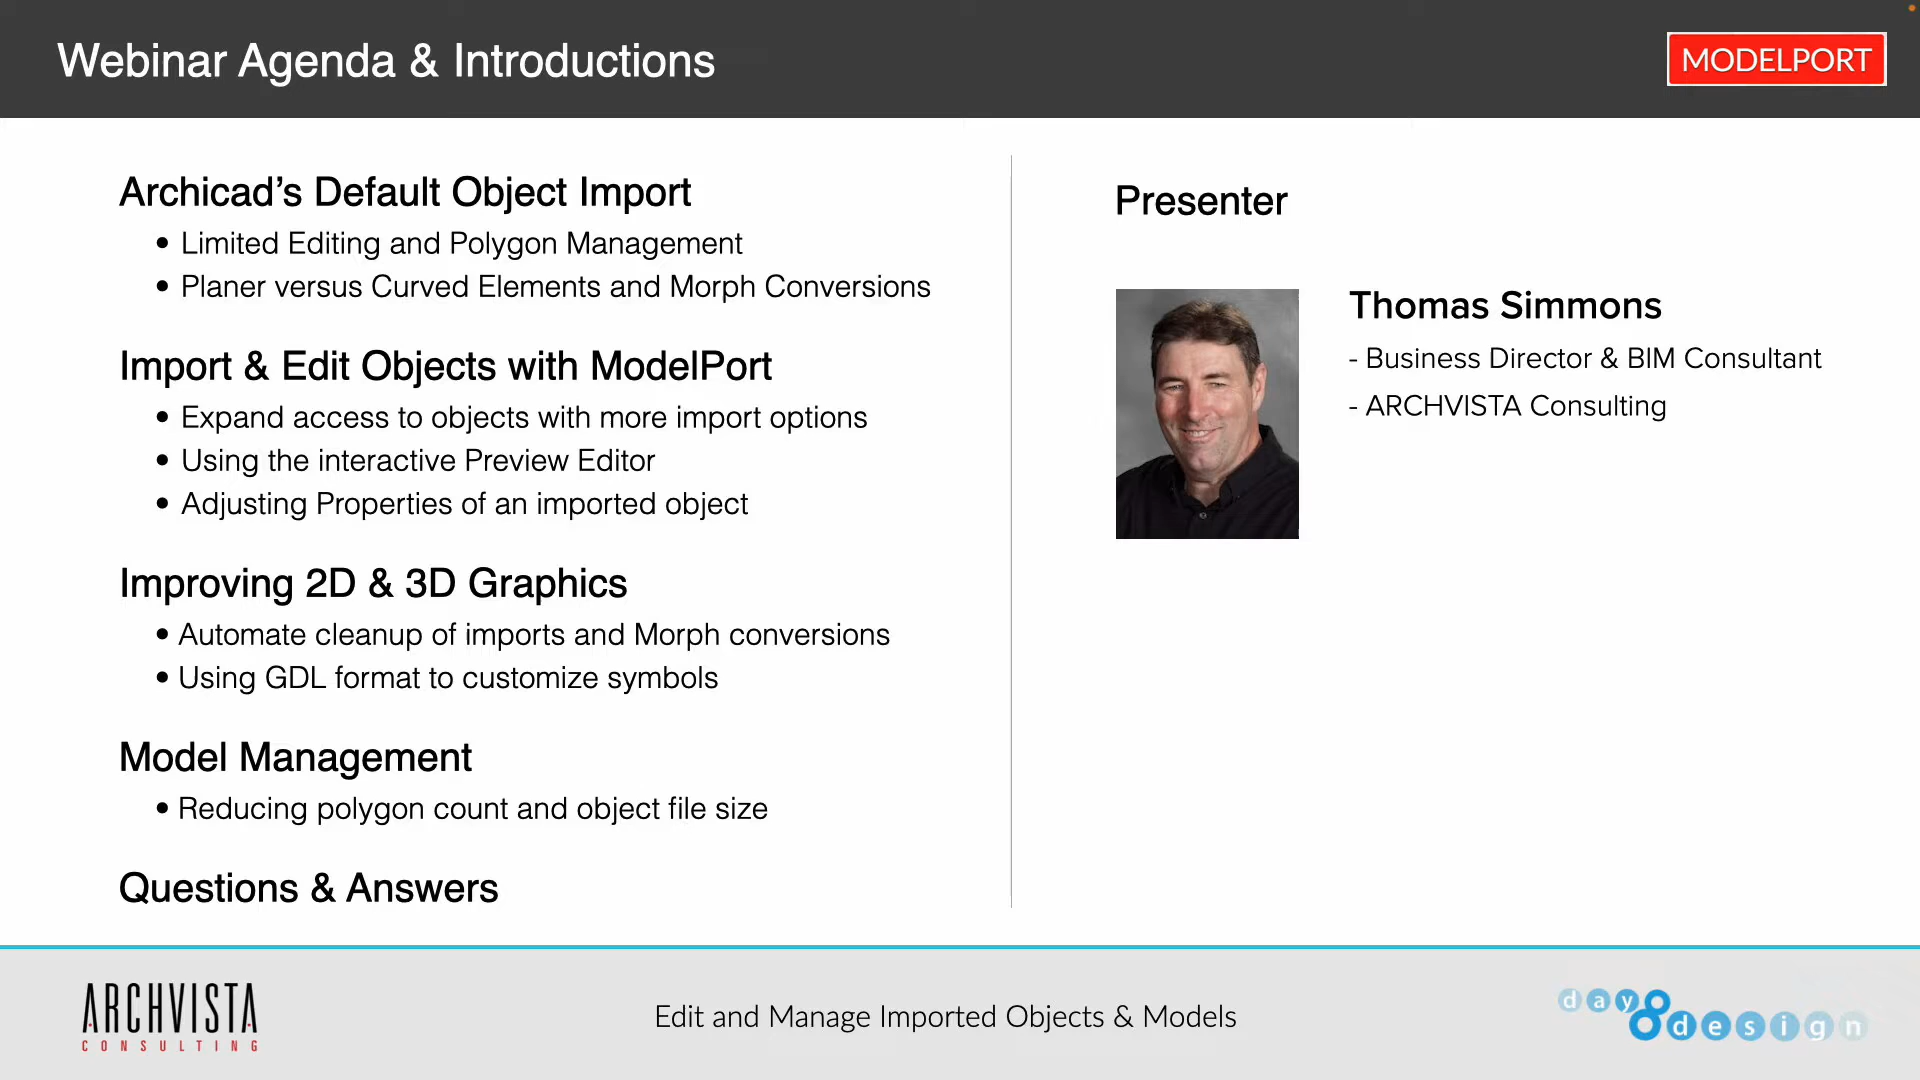 Webinar Agenda & Introductions
MODELPORT
Archicad’s Default Object Import
• Limited Editing and Polygon Management
• Planer versus Curved Elements and Morph Conversions
Import & Edit Objects with ModelPort
• Expand access to objects with more import options
• Using the interactive Preview Editor
• Adjusting Properties of an imported object
Improving 2D & 3D Graphics
• Automate cleanup of imports and Morph conversions
• Using GDL format to customize symbols
Model Management
• Reducing polygon count and object file size
Questions & Answers
Presenter
Thomas Simmons
- Business Director & BIM Consultant
- ARCHVISTA Consulting
ARCHVISTA
CONSULTING
Edit and Manage Imported Objects & Models
day8design